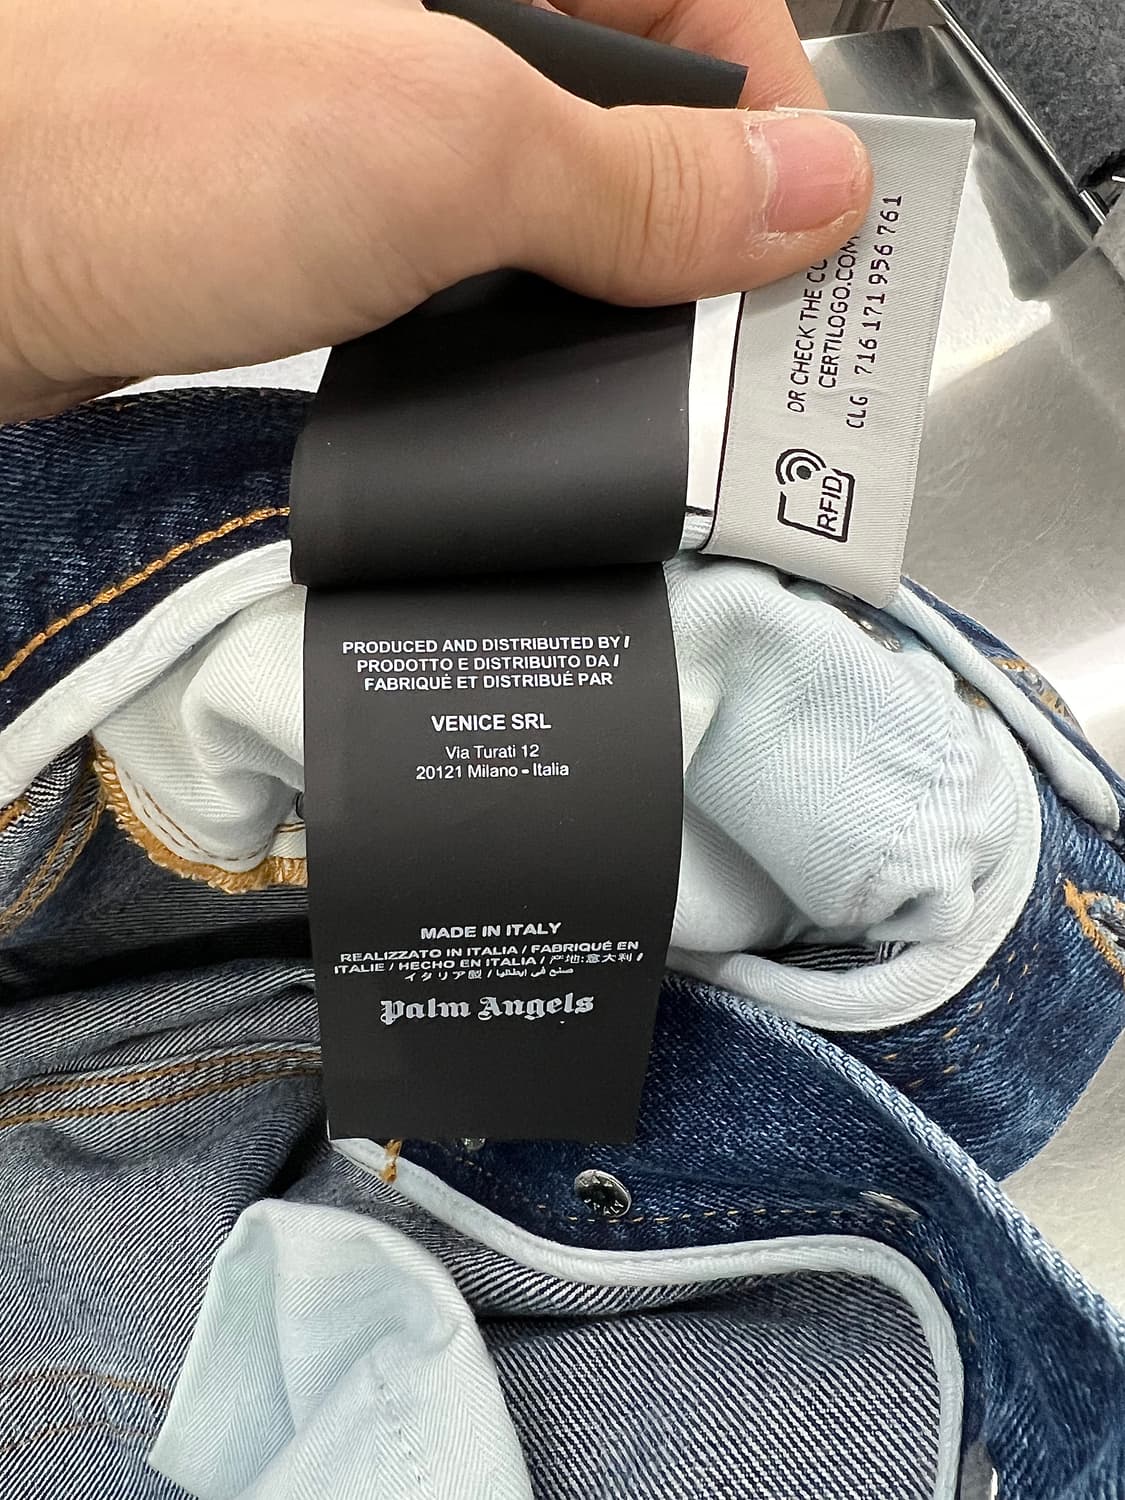 PRODUCED AND DISTRIBUTED BY /
PRODOTTO E DISTRIBUITO DA /
FABRIQUÉ ET DISTRIBUÉ PAR
VENICE SRL
Via Turati 12
20121 Milano - Italia
MADE IN ITALY
REALIZZATO IN ITALIA / FABRIQUÉ EN
ITALIE / HECHO EN ITALIA / 产地:意大利 /
イタリア製 / صنع في إيطاليا
Palm Angels
OR CHECK THE
CERTILOGO.COM
CLG 716 171 956 761
RFID